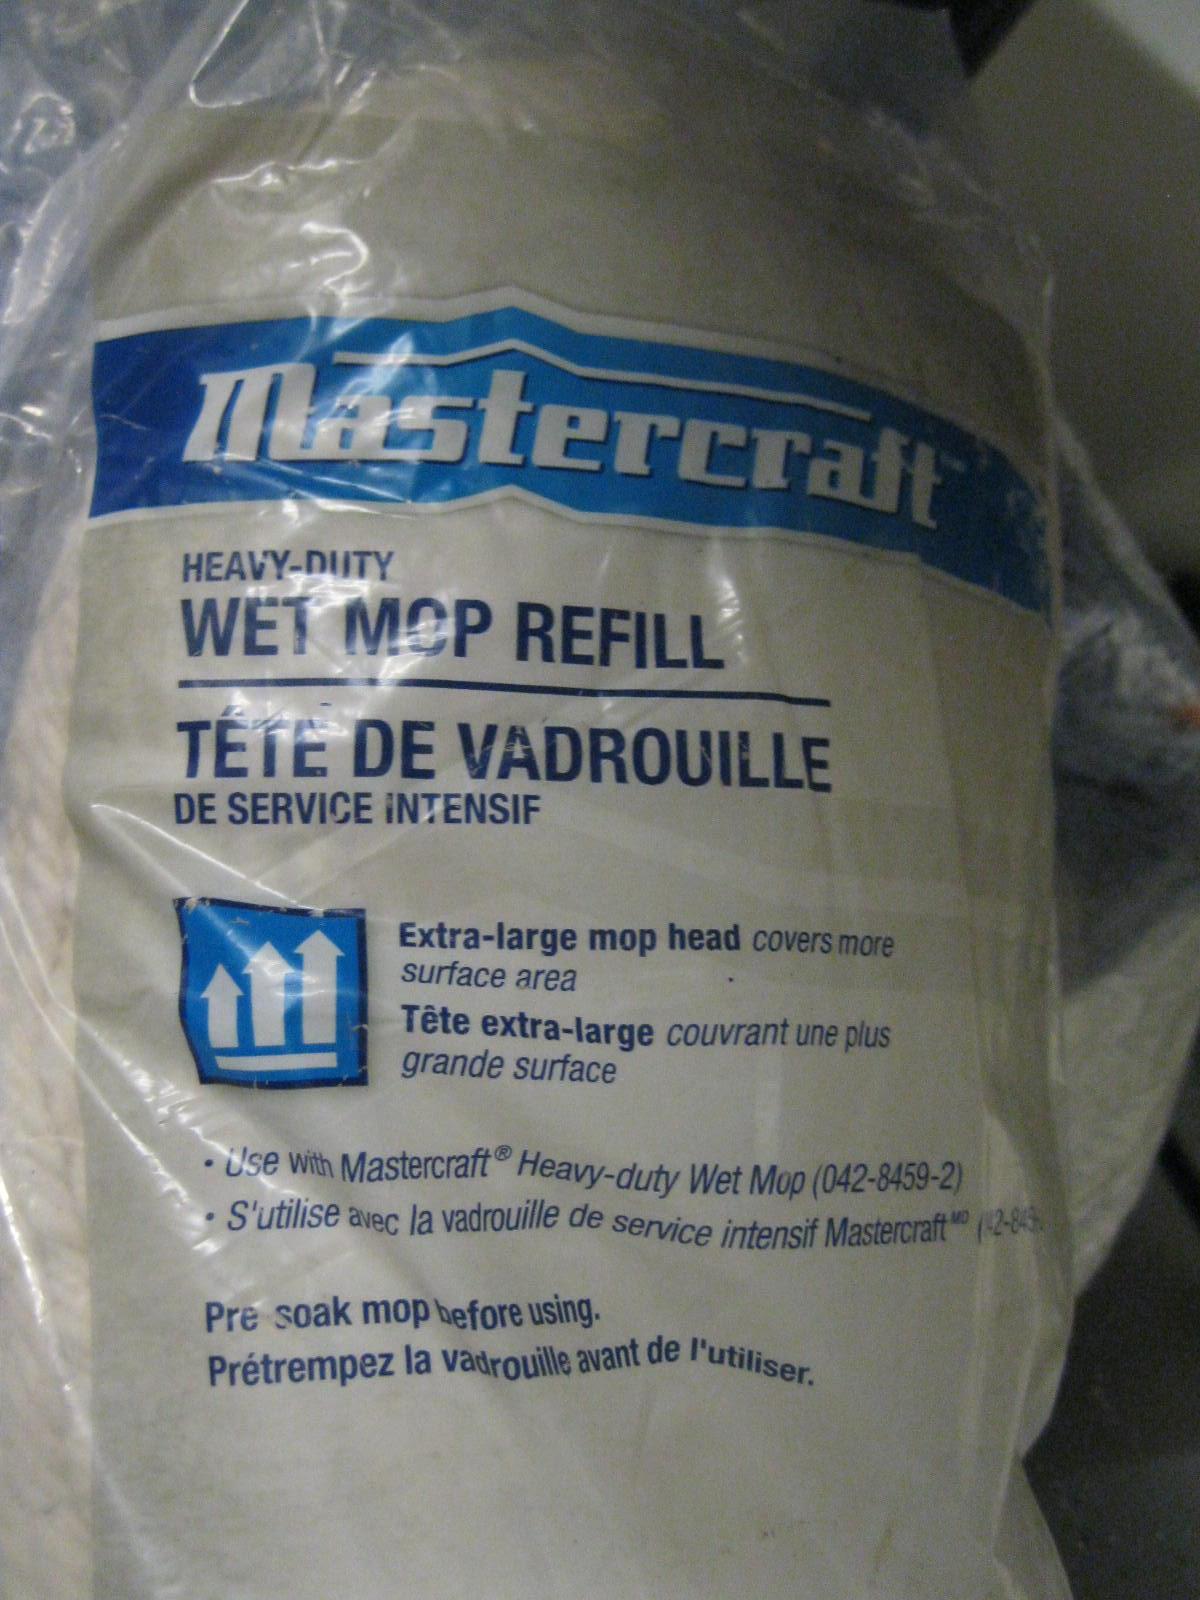 Mastercraft™
HEAVY-DUTY
WET MOP REFILL
TÊTE DE VADROUILLE
DE SERVICE INTENSIF
Extra-large mop head covers more
surface area
Tête extra-large couvrant une plus
grande surface
• Use with Mastercraft® Heavy-duty Wet Mop (042-8459-2)
• S'utilise avec la vadrouille de service intensif Mastercraft MD
Pre soak mop before using.
Prétrempez la vadrouille avant de l'utiliser.